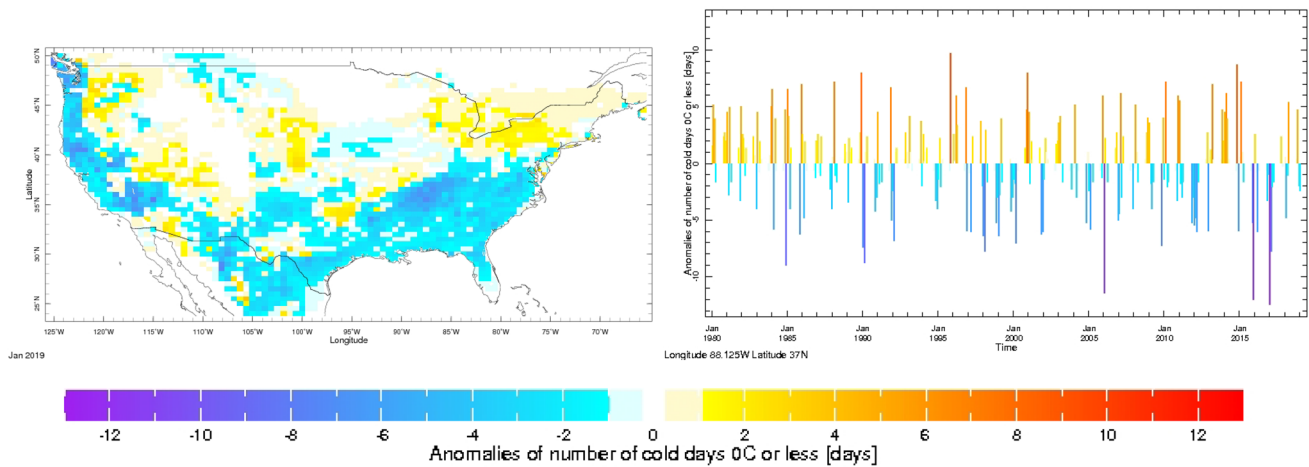 50°N
45°N
40°N
35°N
30°N
25°N
Latitude
125°W 120°W 115°W 110°W 105°W 100°W 95°W 90°W 85°W 80°W 75°W 70°W
Longitude
Jan 2019
Anomalies of number of cold days 0C or less [days]
10
5
0
-5
-10
Jan Jan Jan Jan Jan Jan Jan Jan
1980 1985 1990 1995 2000 2005 2010 2015
Time
Longitude 88.125W Latitude 37N
-12 -10 -8 -6 -4 -2 0 2 4 6 8 10 12
Anomalies of number of cold days 0C or less [days]